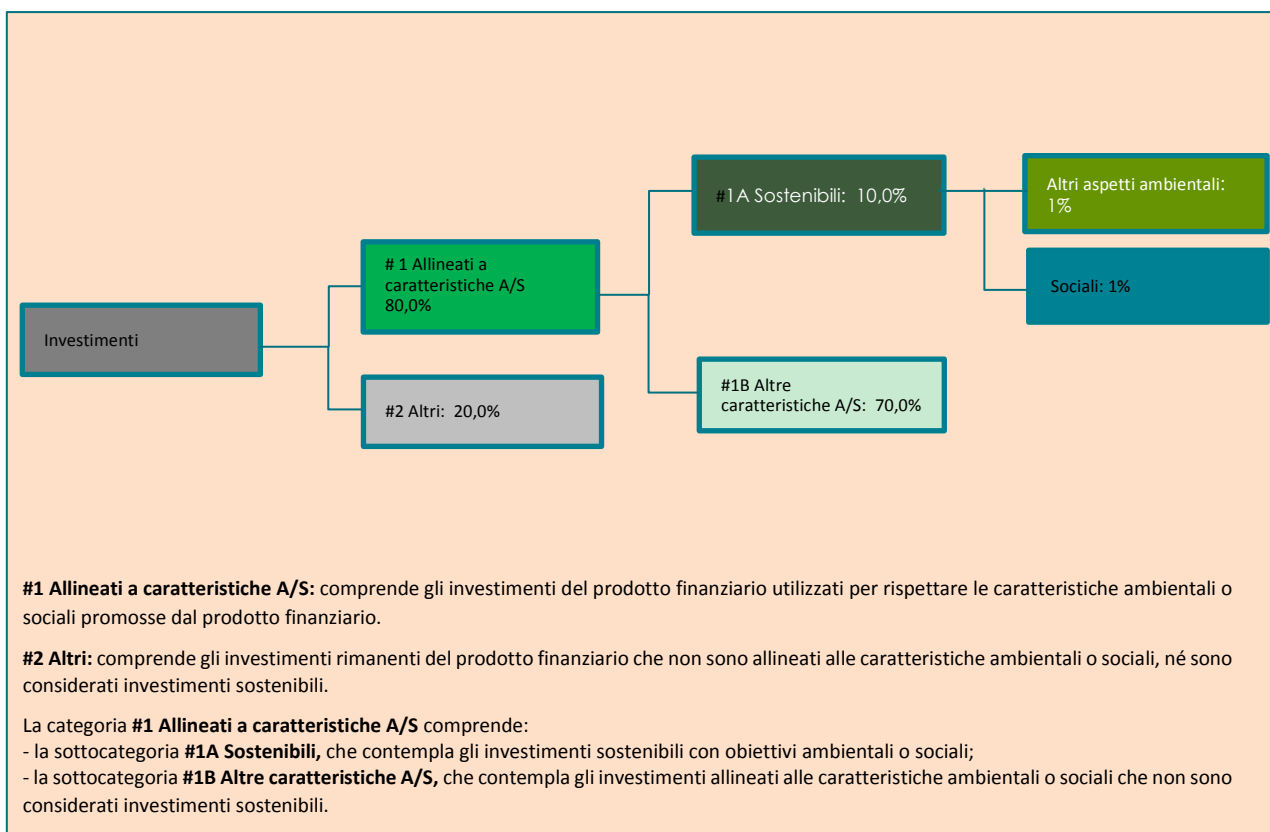 #1A Sostenibili: 10,0%
Altri aspetti ambientali:
1%
# 1 Allineati a
caratteristiche A/S
80,0%
Sociali: 1%
Investimenti
#2 Altri: 20,0%
#1B Altre
caratteristiche A/S: 70,0%
#1 Allineati a caratteristiche A/S: comprende gli investimenti del prodotto finanziario utilizzati per rispettare le caratteristiche ambientali o
sociali promosse dal prodotto finanziario.
#2 Altri: comprende gli investimenti rimanenti del prodotto finanziario che non sono allineati alle caratteristiche ambientali o sociali, né sono
considerati investimenti sostenibili.
La categoria #1 Allineati a caratteristiche A/S comprende:
- la sottocategoria #1A Sostenibili, che contempla gli investimenti sostenibili con obiettivi ambientali o sociali;
- la sottocategoria #1B Altre caratteristiche A/S, che contempla gli investimenti allineati alle caratteristiche ambientali o sociali che non sono
considerati investimenti sostenibili.